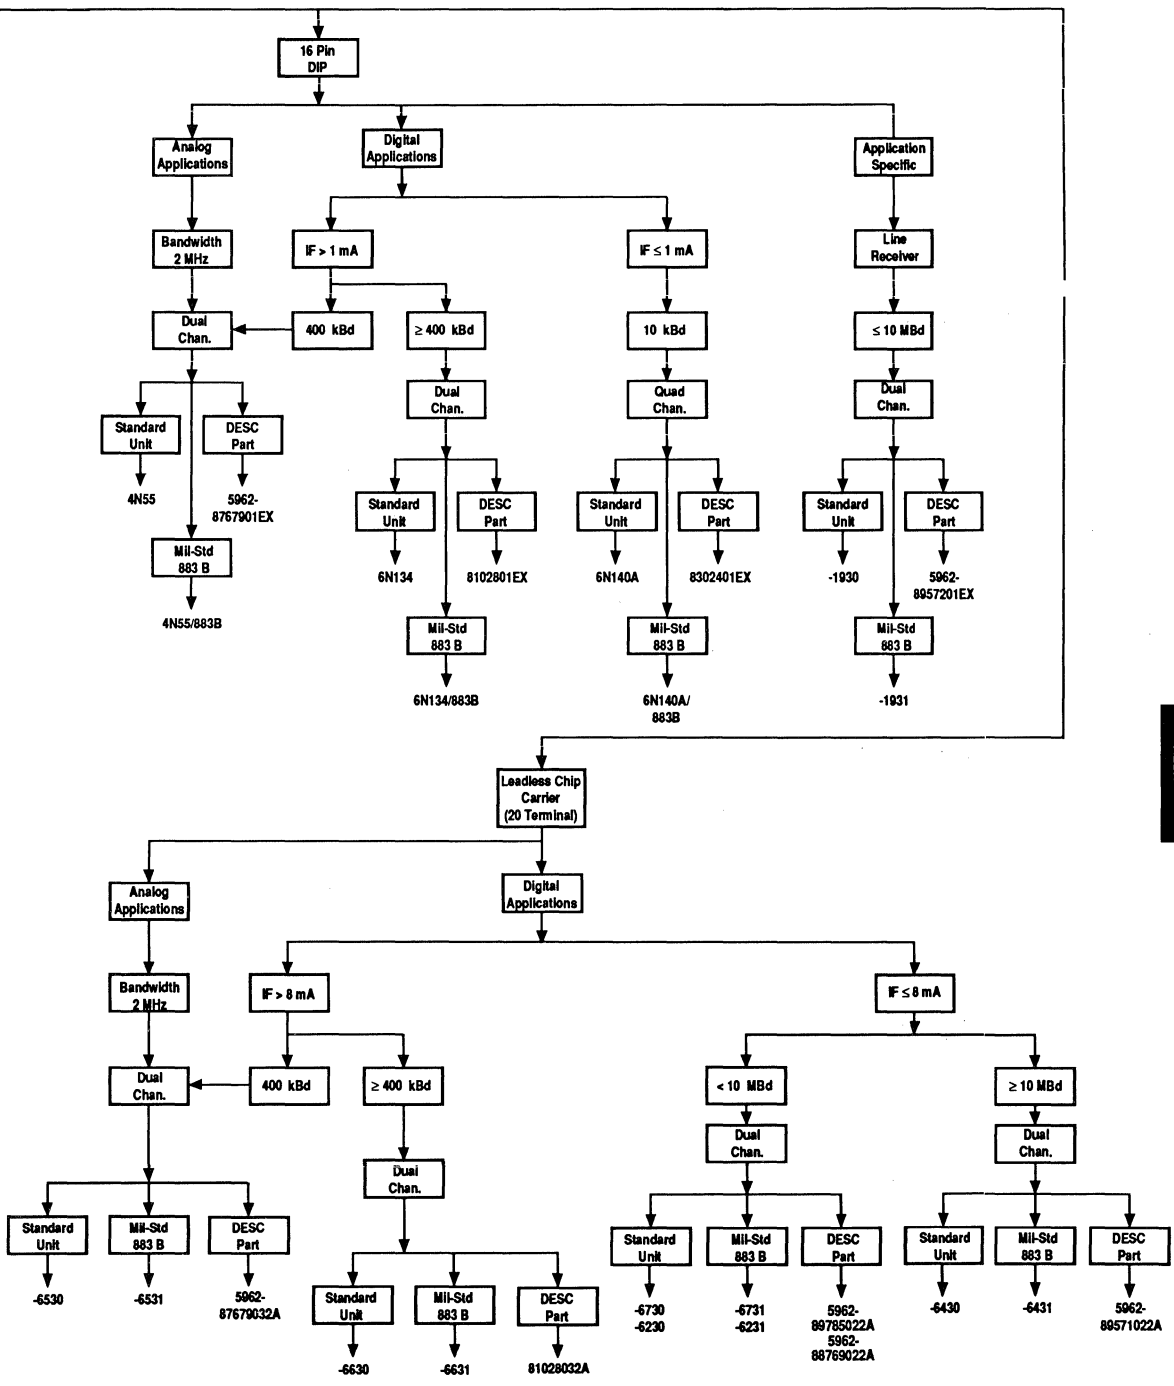 16 Pin
DIP
Analog
Applications
Digital
Applications
Application
Specific
Bandwidth
2 MHz
IF > 1 mA
IF ≤ 1 mA
Line
Receiver
Dual
Chan.
400 kBd
≥ 400 kBd
10 kBd
≤ 10 MBd
Dual
Chan.
Quad
Chan.
Dual
Chan.
Standard
Unit
DESC
Part
4N55
5962-
8767901EX
Standard
Unit
DESC
Part
Standard
Unit
DESC
Part
Standard
Unit
DESC
Part
Mil-Std
883 B
6N134
8102801EX
6N140A
8302401EX
-1930
5962-
8957201EX
4N55/883B
Mil-Std
883 B
Mil-Std
883 B
Mil-Std
883 B
6N134/883B
6N140A/
883B
-1931
Leadless Chip
Carrier
(20 Terminal)
Analog
Applications
Digital
Applications
Bandwidth
2 MHz
IF > 8 mA
IF ≤ 8 mA
Dual
Chan.
400 kBd
≥ 400 kBd
< 10 MBd
≥ 10 MBd
Dual
Chan.
Dual
Chan.
Dual
Chan.
Standard
Unit
Mil-Std
883 B
DESC
Part
Standard
Unit
Mil-Std
883 B
DESC
Part
Standard
Unit
Mil-Std
883 B
DESC
Part
-6530
-6531
5962-
87679032A
Standard
Unit
Mil-Std
883 B
DESC
Part
-6730
-6230
-6731
-6231
5962-
89785022A
5962-
88769022A
-6430
-6431
5962-
89571022A
-6630
-6631
81028032A